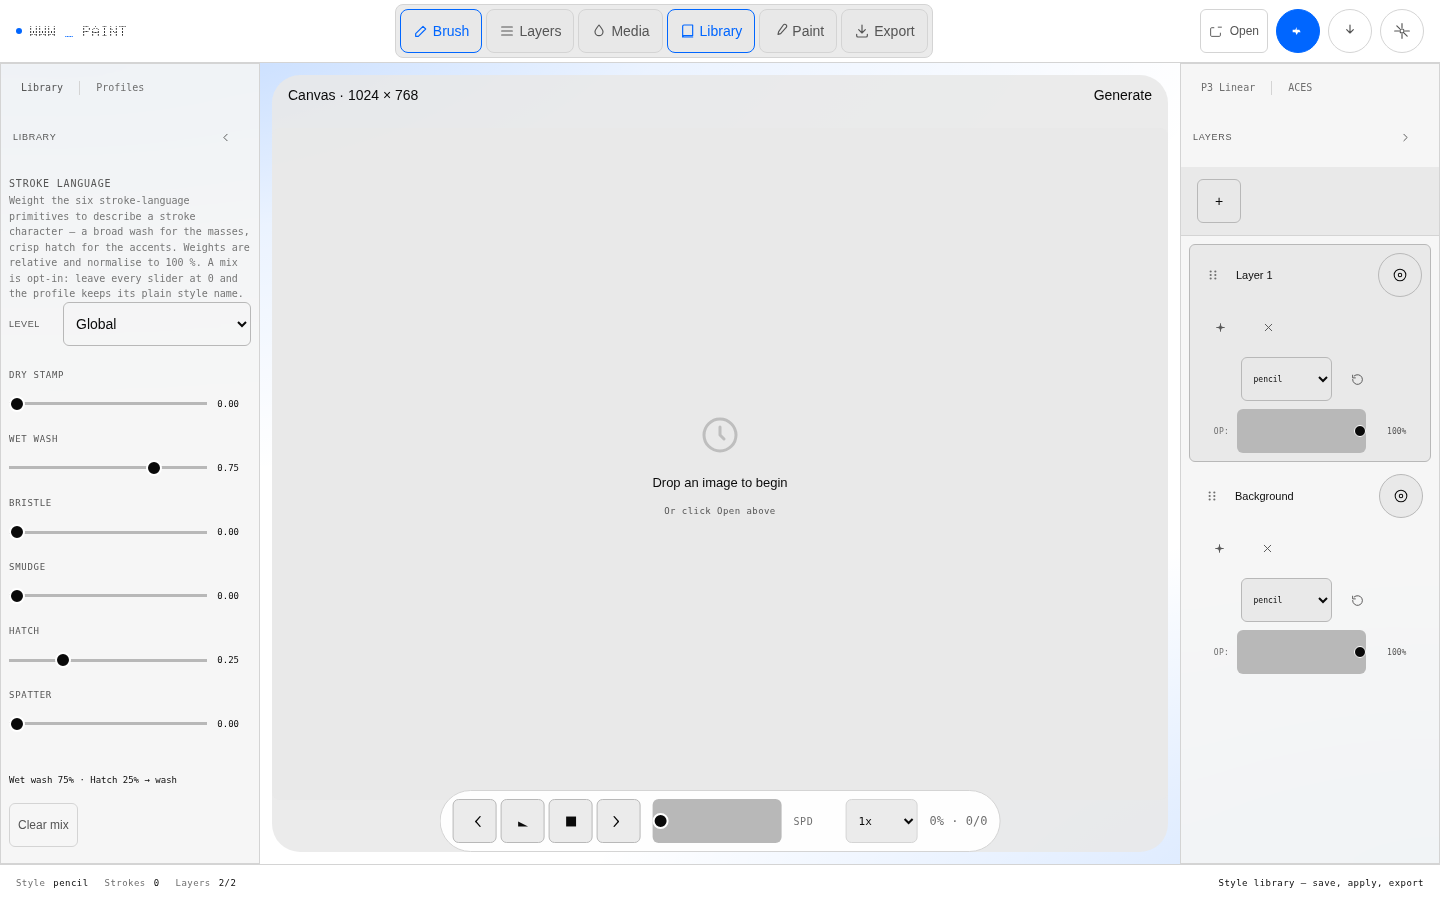 WWW _ PAINT
Brush
Layers
Media
Library
Paint
Export
Open
Library
Profiles
LIBRARY
STROKE LANGUAGE
Weight the six stroke-language
primitives to describe a stroke
character — a broad wash for the masses,
crisp hatch for the accents. Weights are
relative and normalise to 100 %. A mix
is opt-in: leave every slider at 0 and
the profile keeps its plain style name.
LEVEL
Global
DRY STAMP
0.00
WET WASH
0.75
BRISTLE
0.00
SMUDGE
0.00
HATCH
0.25
SPATTER
0.00
Wet wash 75% · Hatch 25% → wash
Clear mix
Canvas · 1024 × 768
Generate
Drop an image to begin
Or click Open above
SPD
1x
0% · 0/0
P3 Linear
ACES
LAYERS
+
Layer 1
pencil
OP:
100%
Background
pencil
OP:
100%
Style pencil
Strokes 0
Layers 2/2
Style library — save, apply, export